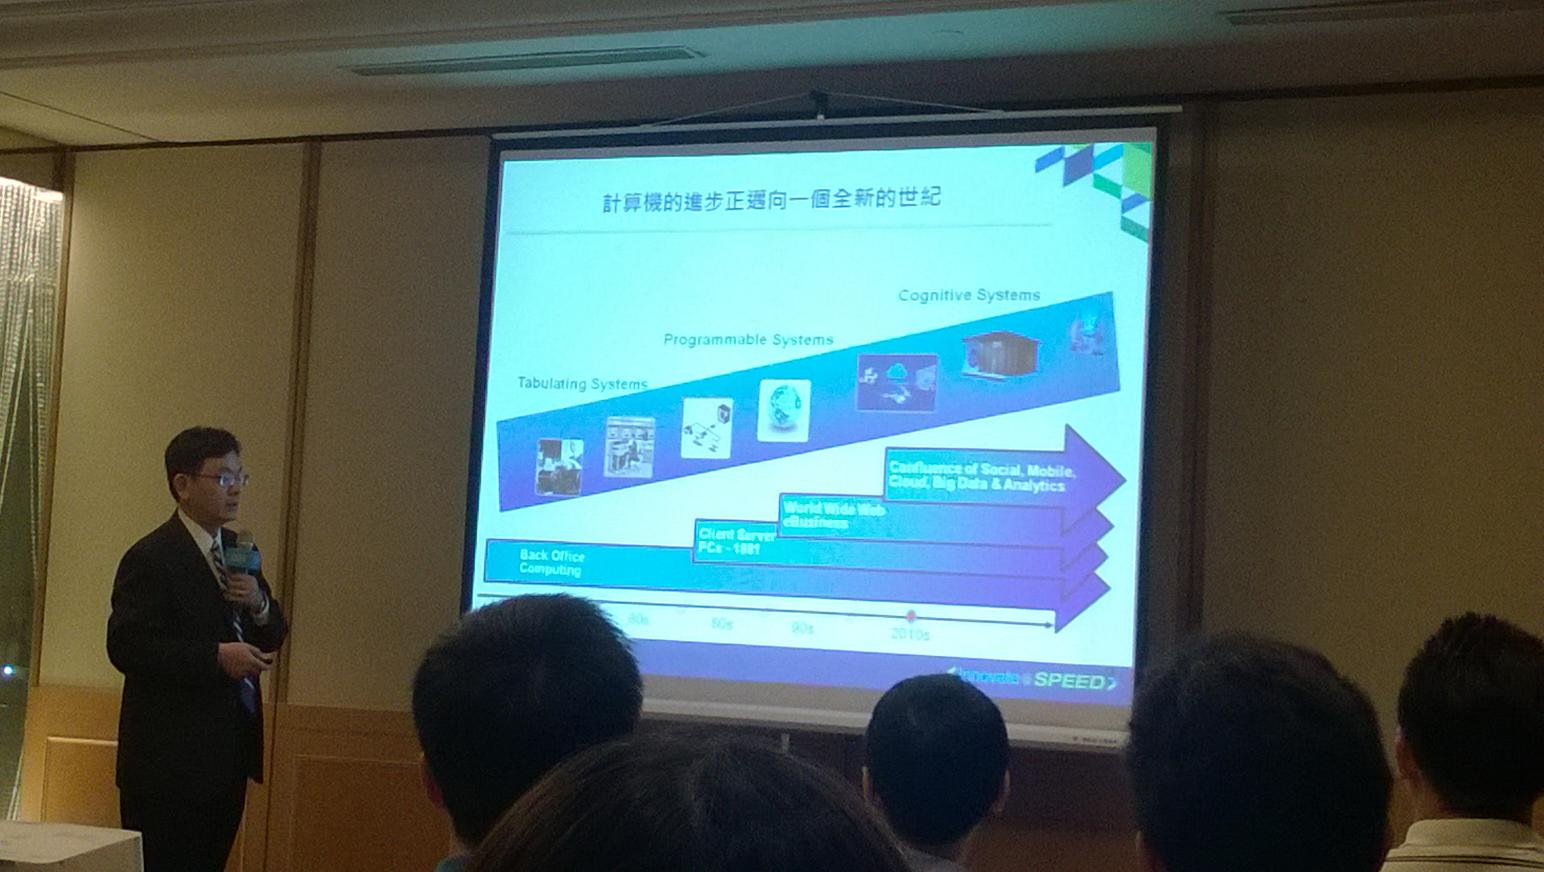 計算機的進步正邁向一個全新的世紀
Cognitive Systems
Programmable Systems
Tabulating Systems
Confluence of Social, Mobile,
Cloud, Big Data & Analytics
World Wide Web
eBusiness
Client Server
PCs - 1981
Back Office
Computing
60s
80s
90s
2010s
Innovate @ SPEED